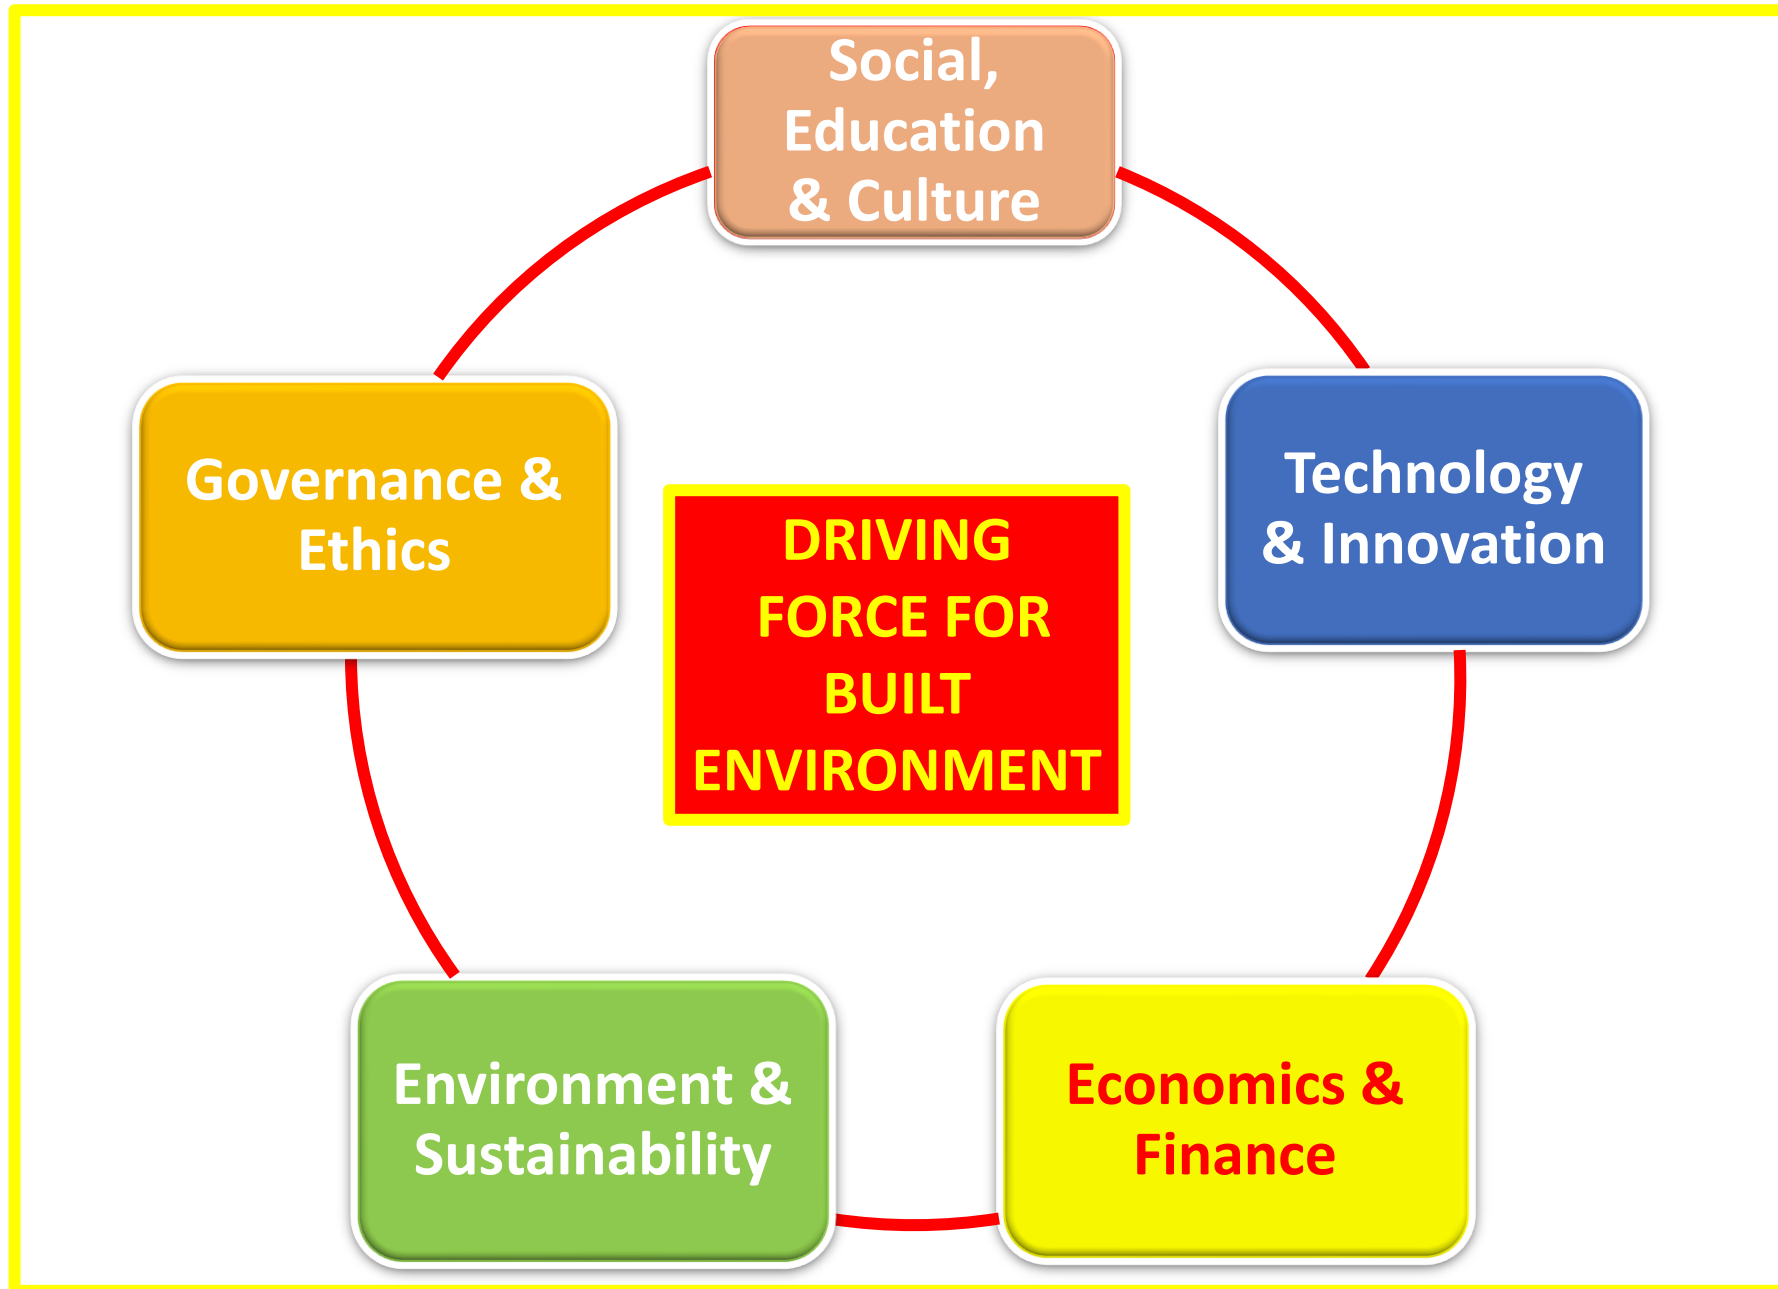 Social,
Education
& Culture
Governance &
Ethics
Technology
& Innovation
DRIVING
FORCE FOR
BUILT
ENVIRONMENT
Environment &
Sustainability
Economics &
Finance